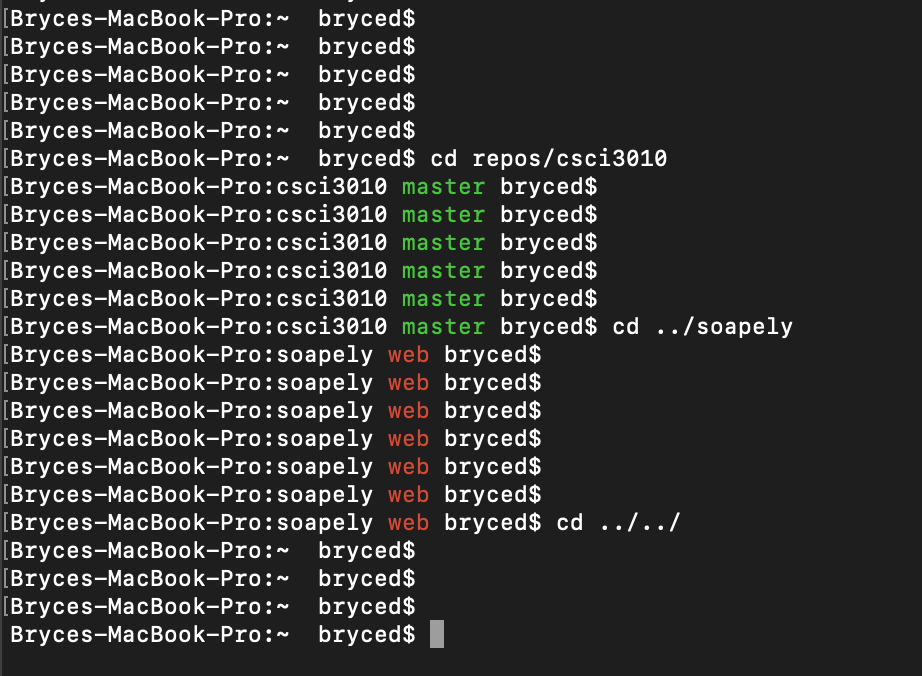 [Bryces-MacBook-Pro:~  bryced$
[Bryces-MacBook-Pro:~  bryced$
[Bryces-MacBook-Pro:~  bryced$
[Bryces-MacBook-Pro:~  bryced$
[Bryces-MacBook-Pro:~  bryced$
[Bryces-MacBook-Pro:~  bryced$ cd repos/csci3010
[Bryces-MacBook-Pro:csci3010 master bryced$
[Bryces-MacBook-Pro:csci3010 master bryced$
[Bryces-MacBook-Pro:csci3010 master bryced$
[Bryces-MacBook-Pro:csci3010 master bryced$
[Bryces-MacBook-Pro:csci3010 master bryced$
[Bryces-MacBook-Pro:csci3010 master bryced$ cd ../soapely
[Bryces-MacBook-Pro:soapely web bryced$
[Bryces-MacBook-Pro:soapely web bryced$
[Bryces-MacBook-Pro:soapely web bryced$
[Bryces-MacBook-Pro:soapely web bryced$
[Bryces-MacBook-Pro:soapely web bryced$
[Bryces-MacBook-Pro:soapely web bryced$
[Bryces-MacBook-Pro:soapely web bryced$ cd ../../
[Bryces-MacBook-Pro:~  bryced$
[Bryces-MacBook-Pro:~  bryced$
[Bryces-MacBook-Pro:~  bryced$
Bryces-MacBook-Pro:~  bryced$